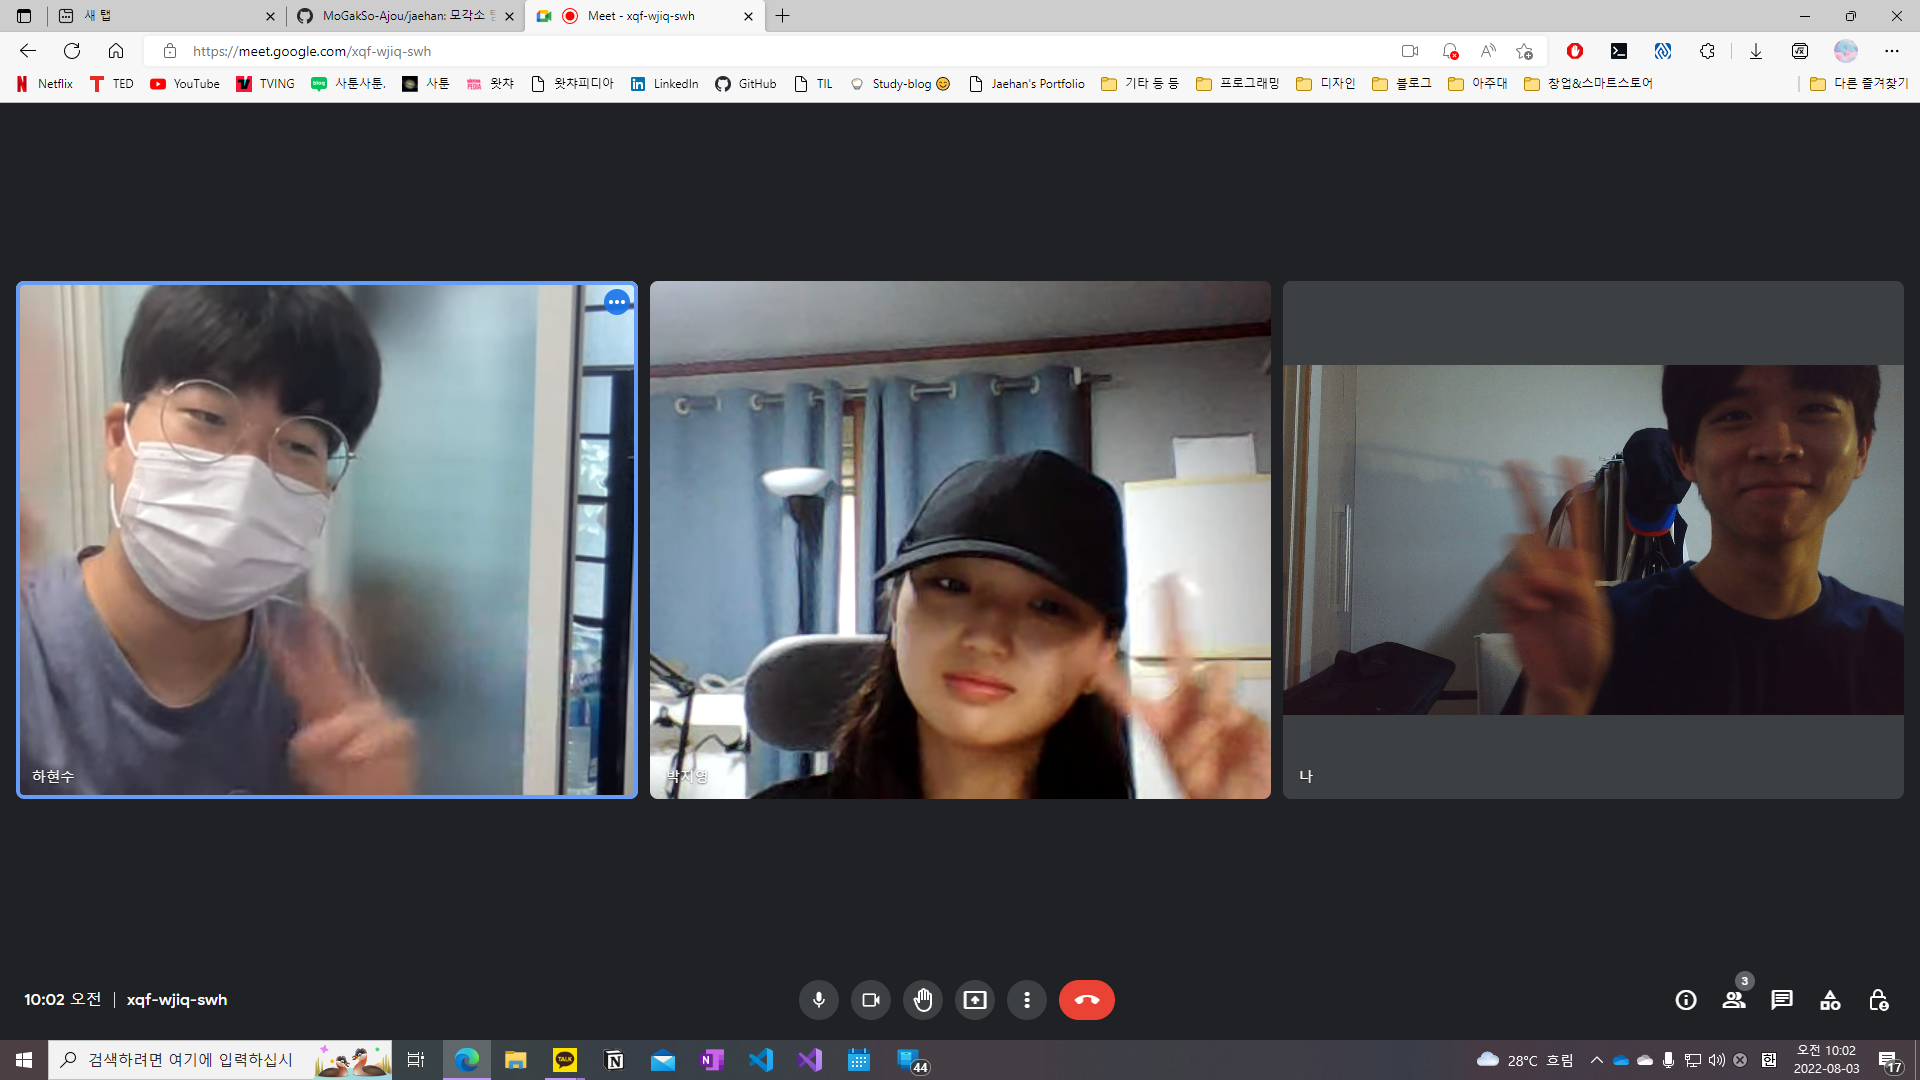 새 탭
MoGakSo-Ajou/jaehan: 모각소
Meet - xqf-wjiq-swh
https://meet.google.com/xqf-wjiq-swh
Netflix
TED
YouTube
TVING
사툰사툰.
사툰
왓챠
왓챠피디아
LinkedIn
GitHub
TIL
Study-blog 😊
Jaehan's Portfolio
기타 등 등
프로그래밍
디자인
블로그
아주대
창업&스마트스토어
다른 즐겨찾기
하현수
박지영
나
10:02 오전
xqf-wjiq-swh
3
검색하려면 여기에 입력하십시
TALK
44
28°C 흐림
한
오전 10:02
2022-08-03
17